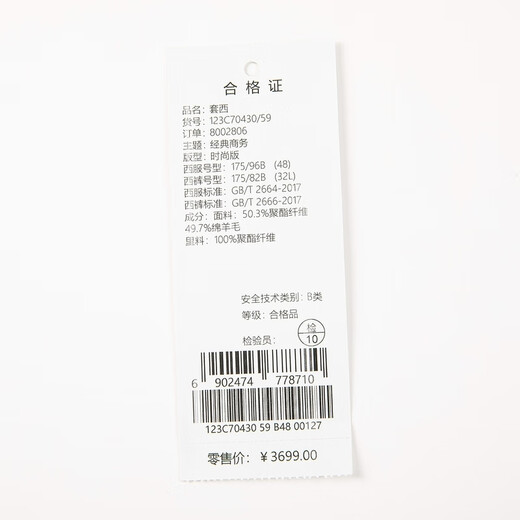 合格证
品名：套西
货号：123C70430/59
订单：8002806
主题：经典商务
版型：时尚版
西服号型：175/96B (48)
西裤号型：175/82B (32L)
西服标准：GB/T 2664-2017
西裤标准：GB/T 2666-2017
成分：面料：50.3%聚酯纤维
49.7%绵羊毛
里料：100%聚酯纤维
安全技术类别：B类
等级：合格品
检验员：
检
10
6 902474 778710
123C70430 59 B48 00127
零售价：￥3699.00